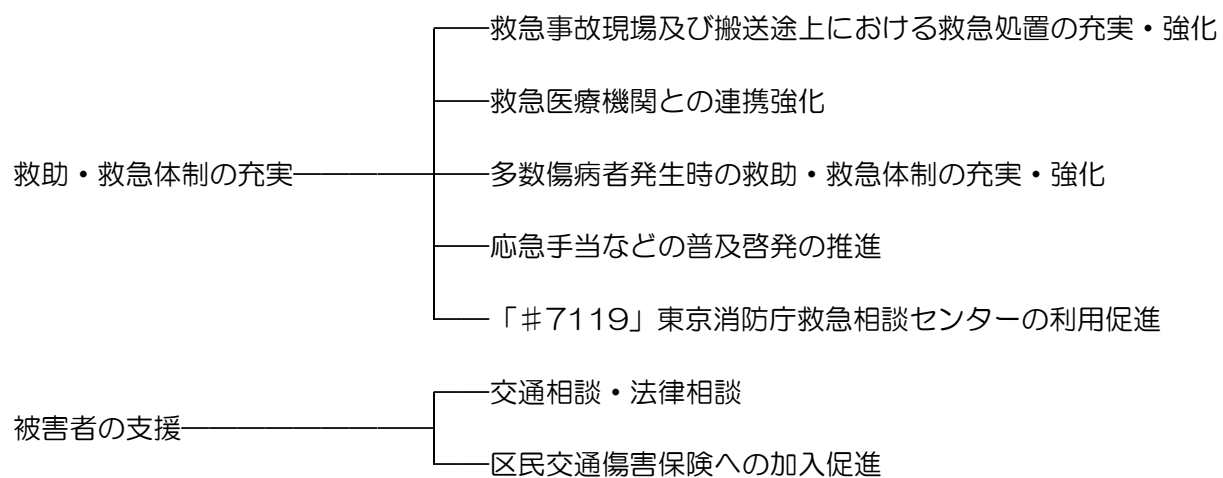 救急事故現場及び搬送途上における救急処置の充実・強化
救急医療機関との連携強化
救助・救急体制の充実
多数傷病者発生時の救助・救急体制の充実・強化
応急手当などの普及啓発の推進
「＃7119」東京消防庁救急相談センターの利用促進
交通相談・法律相談
被害者の支援
区民交通傷害保険への加入促進